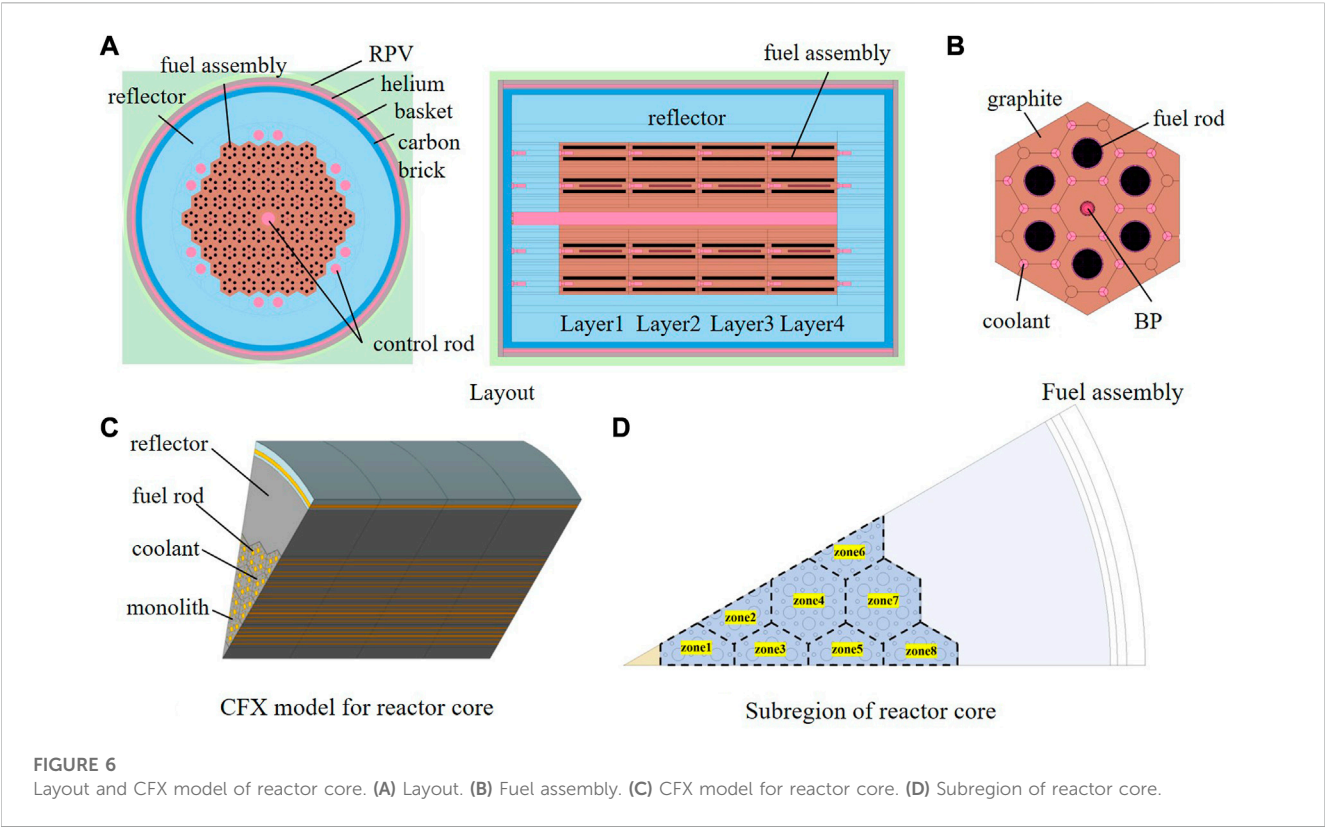 A
RPV
fuel assembly
helium
reflector
basket
carbon
brick
control rod
fuel assembly
reflector
Layer1 Layer2 Layer3 Layer4
Layout
B
graphite
fuel rod
coolant
BP
Fuel assembly
C
reflector
fuel rod
coolant
monolith
CFX model for reactor core
D
zone6
zone4
zone7
zone2
zone1
zone3
zone5
zone8
Subregion of reactor core
FIGURE 6
Layout and CFX model of reactor core. (A) Layout. (B) Fuel assembly. (C) CFX model for reactor core. (D) Subregion of reactor core.